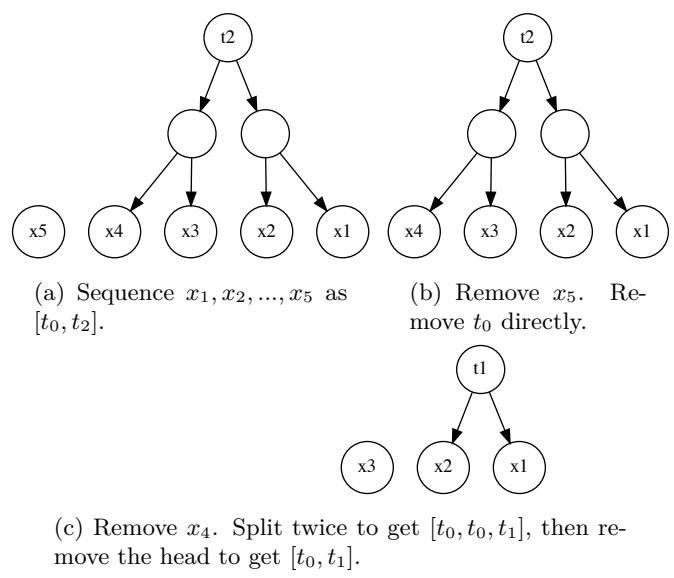 t2
t2
x5 x4 x3 x2 x1
x4 x3 x2 x1
(a) Sequence x₁, x₂, ..., x₅ as
[t₀, t₂].
(b) Remove x₅. Re-
move t₀ directly.
t1
x3 x2 x1
(c) Remove x₄. Split twice to get [t₀, t₀, t₁], then re-
move the head to get [t₀, t₁].